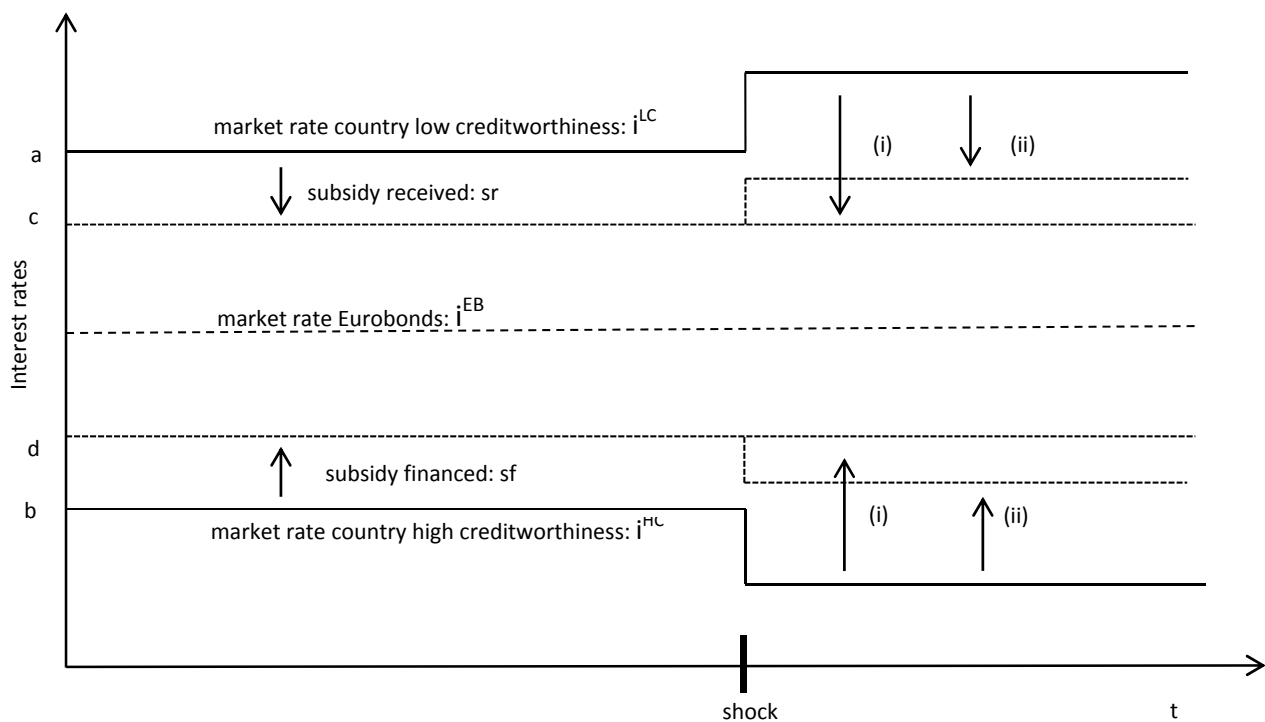 market rate country low creditworthiness: i^LC
a
(i)
(ii)
subsidy received: sr
c
Interest rates
market rate Eurobonds: i^EB
d
subsidy financed: sf
b
(i)
(ii)
market rate country high creditworthiness: i^HC
shock
t